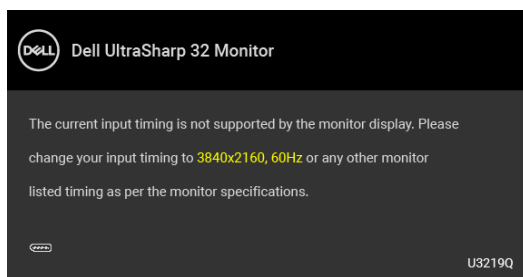 DELL
Dell UltraSharp 32 Monitor
The current input timing is not supported by the monitor display. Please
change your input timing to 3840x2160, 60Hz or any other monitor
listed timing as per the monitor specifications.
U3219Q